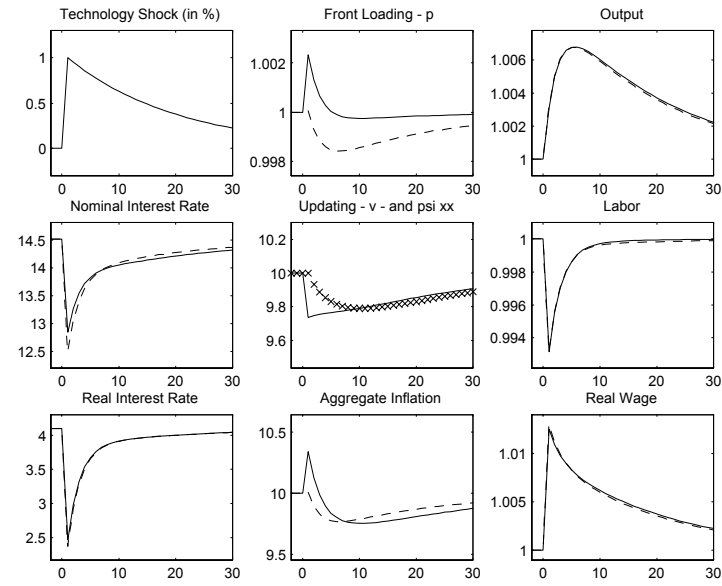 Technology Shock (in %)
Front Loading - p
Output
1
0.5
0
0 10 20 30
1.002
1
0.998
0 10 20 30
1.006
1.004
1.002
1
0 10 20 30
Nominal Interest Rate
Updating - v - and psi xx
Labor
14.5
14
13.5
13
12.5
0 10 20 30
10.2
10
9.8
9.6
0 10 20 30
1
0.998
0.996
0.994
0 10 20 30
Real Interest Rate
Aggregate Inflation
Real Wage
4
3.5
3
2.5
0 10 20 30
10.5
10
9.5
0 10 20 30
1.01
1.005
1
0 10 20 30